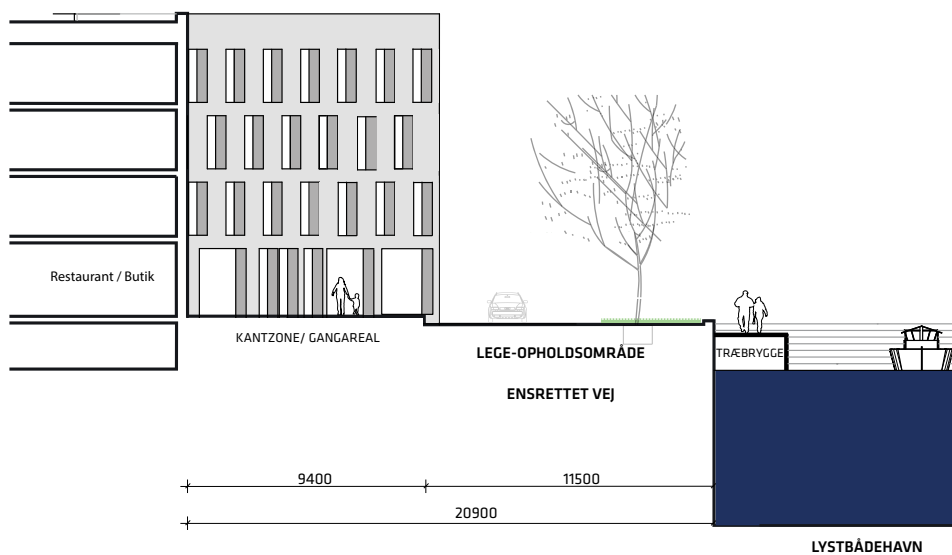 Restaurant / Butik
KANTZONE/ GANGAREAL
LEGE-OPHOLDSOMRÅDE
TRÆBRYGGE
ENSRETTET VEJ
9400
11500
20900
LYSTBÅDEHAVN